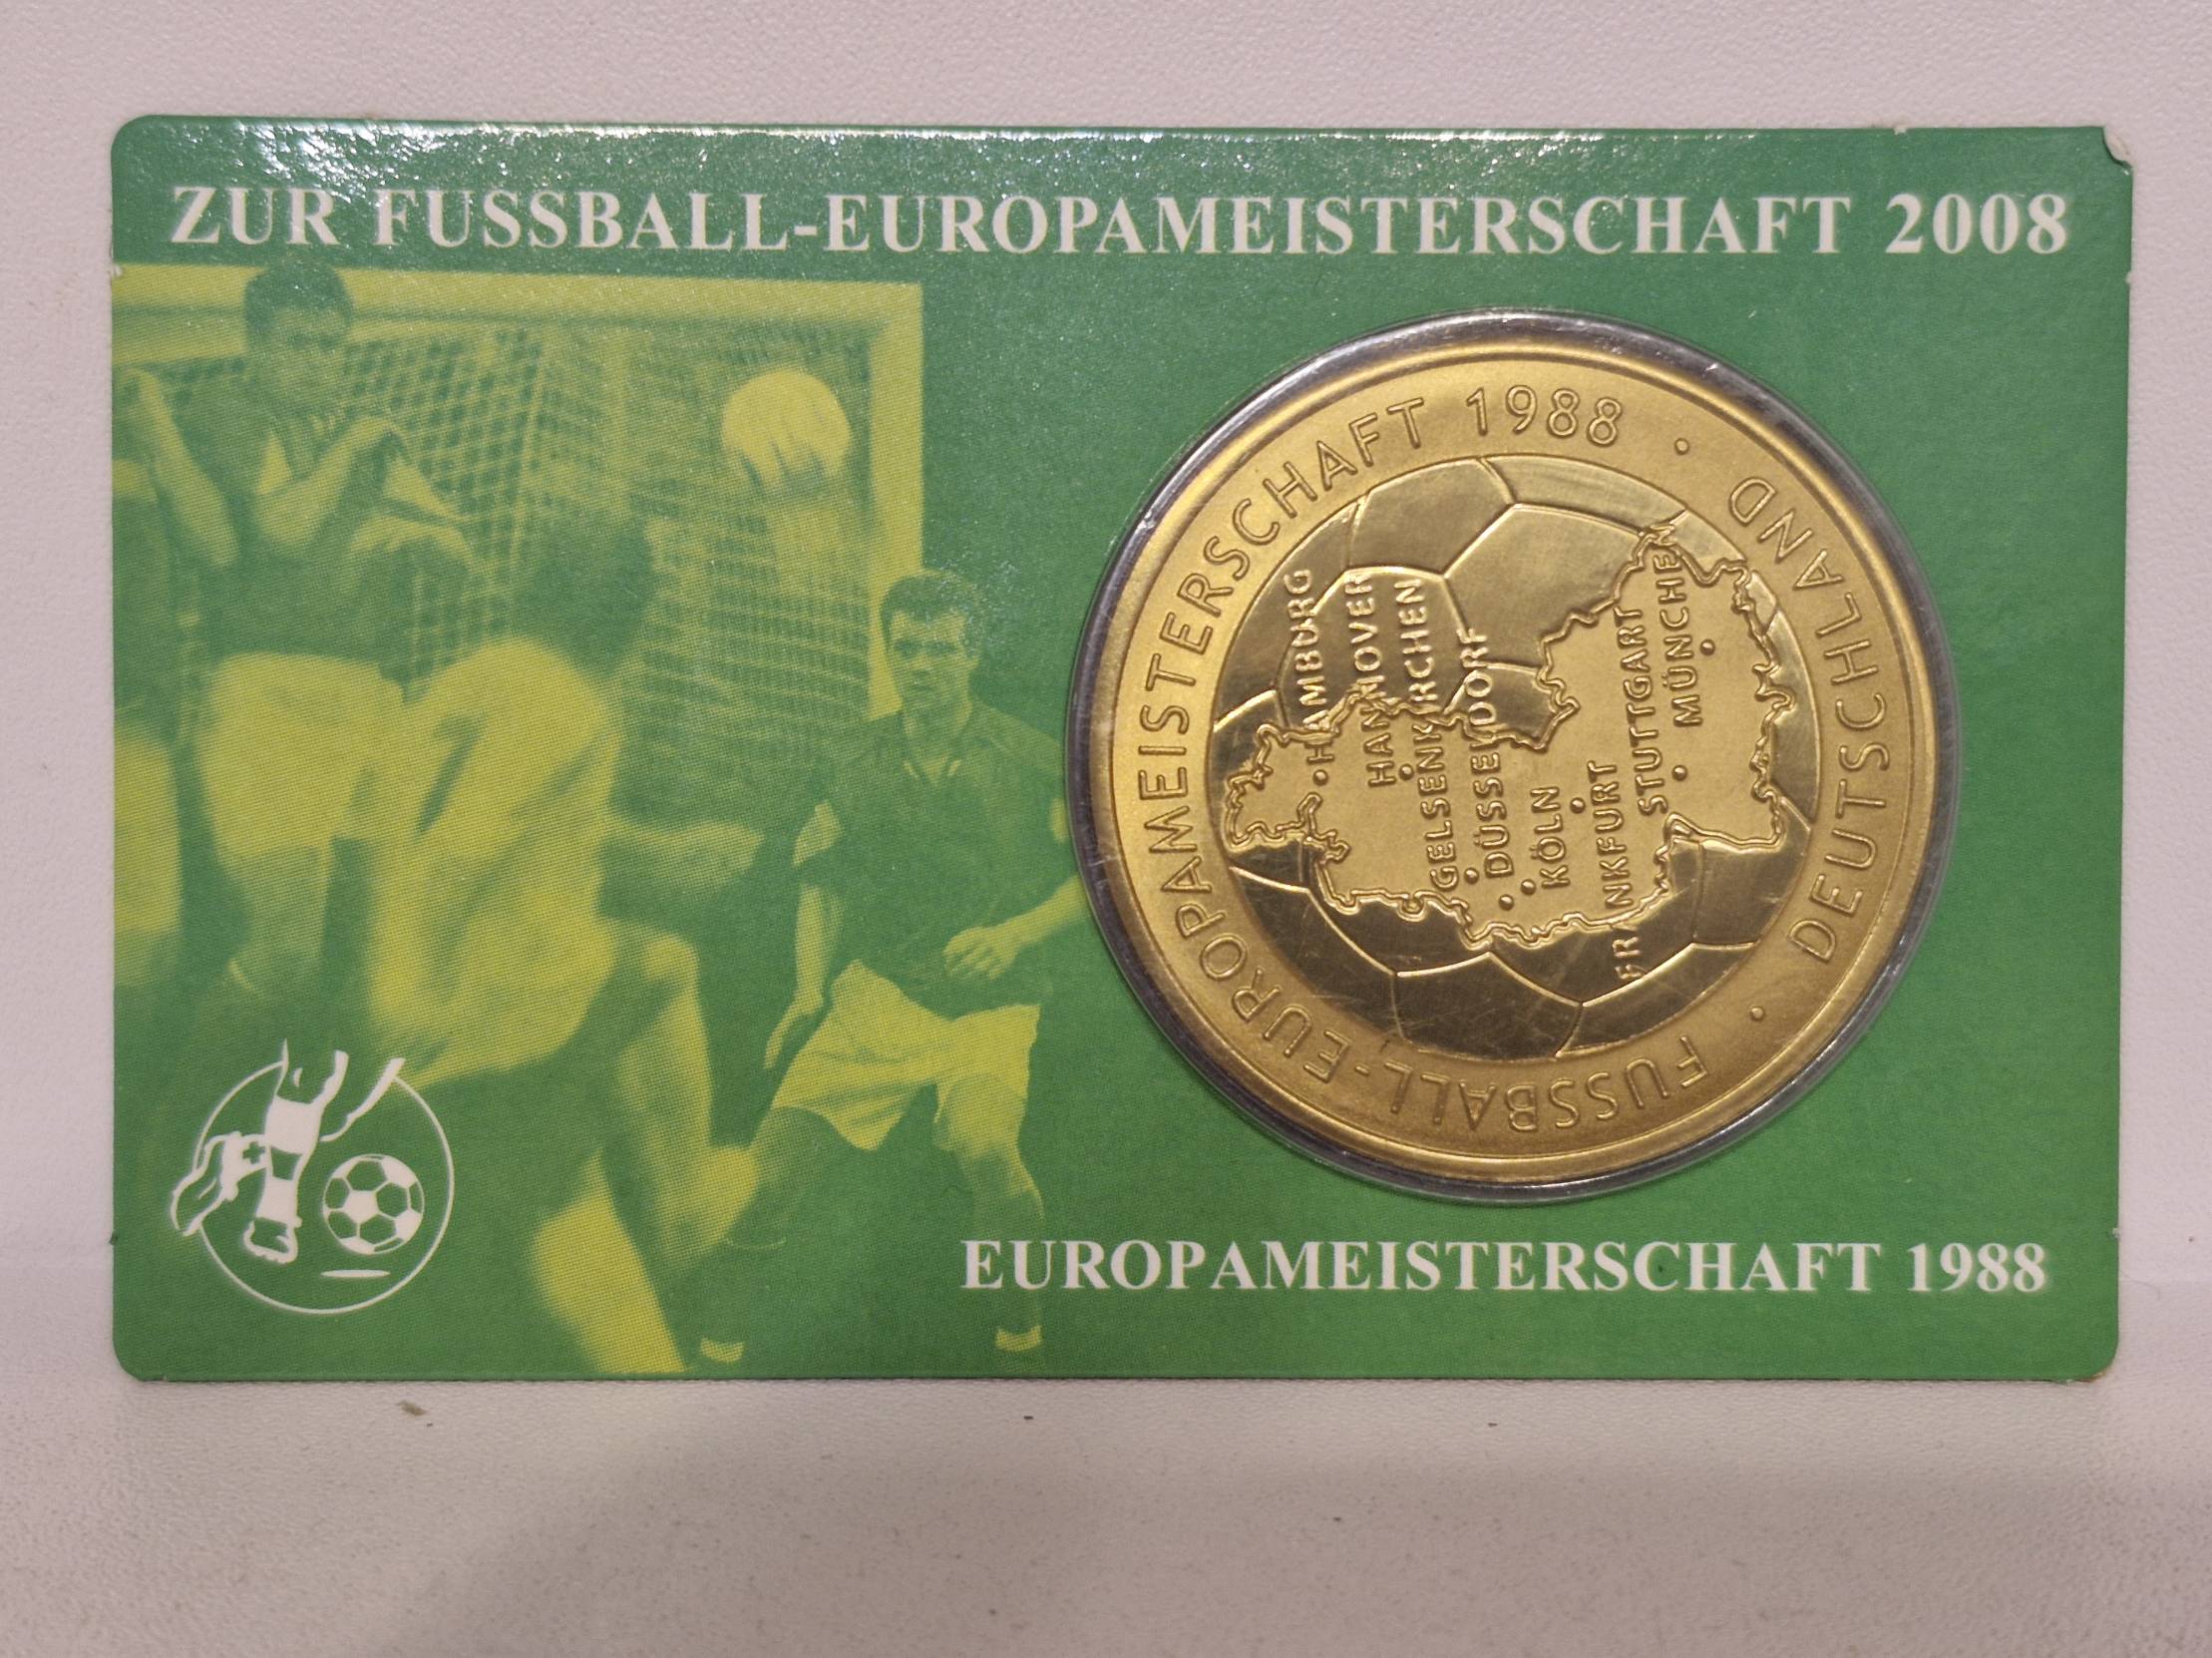 ZUR FUSSBALL-EUROPAMEISTERSCHAFT 2008
FUSSBALL-EUROPAMEISTERSCHAFT 1988 • DEUTSCHLAND •
HAMBURG
HANNOVER
GELSENKIRCHEN
DÜSSELDORF
KÖLN
FRANKFURT
STUTTGART
MÜNCHEN
EUROPAMEISTERSCHAFT 1988